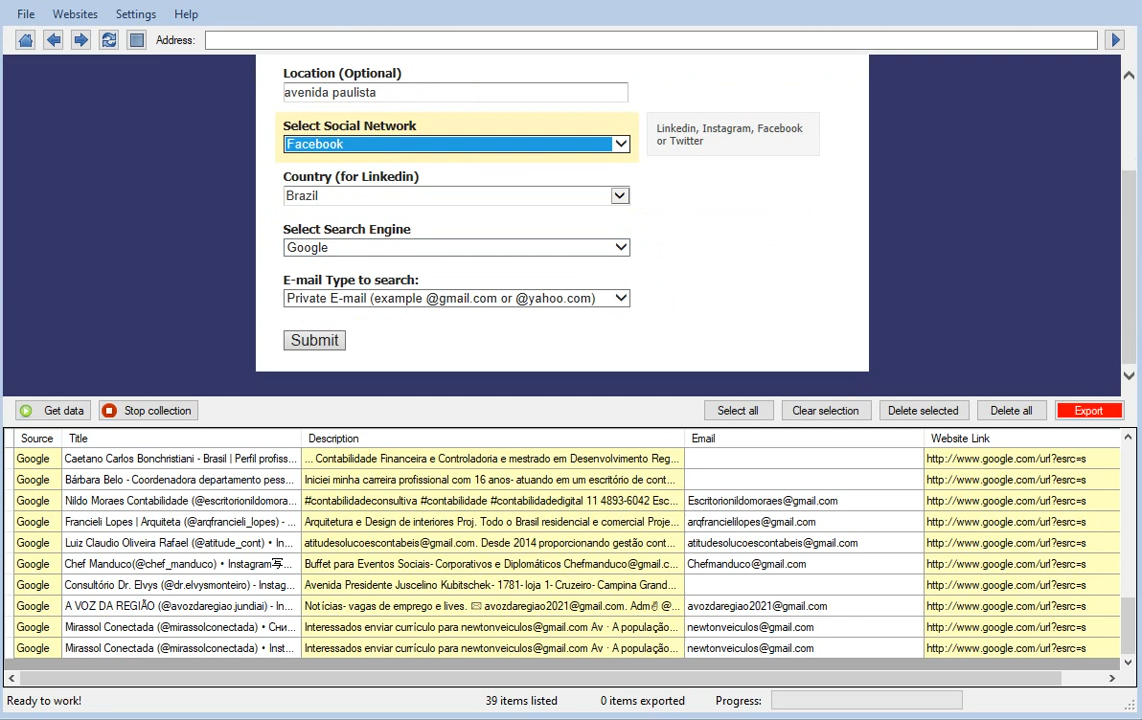 File Websites Settings Help
Address:
Location (Optional)
avenida paulista
Select Social Network
Facebook
Linkedin, Instagram, Facebook
or Twitter
Country (for Linkedin)
Brazil
Select Search Engine
Google
E-mail Type to search:
Private E-mail (example @gmail.com or @yahoo.com)
Submit
Get data Stop collection Select all Clear selection Delete selected Delete all Export
Source Title Description Email Website Link
Google Caetano Carlos Bonchristiani - Brasil | Perfil profiss... ... Contabilidade Financeira e Controladoria e mestrado em Desenvolvimento Reg... http://www.google.com/url?esrc=s
Google Bárbara Belo - Coordenadora departamento pess... Iniciei minha carreira profissional com 16 anos- atuando em um escritório de cont... http://www.google.com/url?esrc=s
Google Nildo Moraes Contabilidade (@escritorionildomora... #contabilidadeconsultiva #contabilidade #contabilidadedigital 11 4893-6042 Esc... Escritorionildomoraes@gmail.com http://www.google.com/url?esrc=s
Google Francieli Lopes | Arquiteta (@arqfrancieli_lopes) - ... Arquitetura e Design de interiores Proj. Todo o Brasil residencial e comercial Proje... arqfrancielilopes@gmail.com http://www.google.com/url?esrc=s
Google Luiz Claudio Oliveira Rafael (@atitude_cont) • In... atitudesolucoescontabeis@gmail.com. Desde 2014 proporcionando gestão cont... atitudesolucoescontabeis@gmail.com http://www.google.com/url?esrc=s
Google Chef Manduco(@chef_manduco) • Instagram写... Buffet para Eventos Sociais- Corporativos e Diplomáticos Chefmanduco@gmail.c... Chefmanduco@gmail.com http://www.google.com/url?esrc=s
Google Consultório Dr. Elvys (@dr.elvysmonteiro) - Instag... Avenida Presidente Juscelino Kubitschek- 1781- loja 1- Cruzeiro- Campina Grand... http://www.google.com/url?esrc=s
Google A VOZ DA REGIÃO (@avozdaregiao.jundiai) - In... Notícias- vagas de emprego e lives. ✉ avozdaregiao2021@gmail.com. Adm✌ @... avozdaregiao2021@gmail.com http://www.google.com/url?esrc=s
Google Mirassol Conectada (@mirassolconectada) • Сни... Interessados enviar currículo para newtonveiculos@gmail.com Av · A população... newtonveiculos@gmail.com http://www.google.com/url?esrc=s
Google Mirassol Conectada (@mirassolconectada) • Inst... Interessados enviar currículo para newtonveiculos@gmail.com Av · A população... newtonveiculos@gmail.com http://www.google.com/url?esrc=s
Ready to work! 39 items listed 0 items exported Progress: